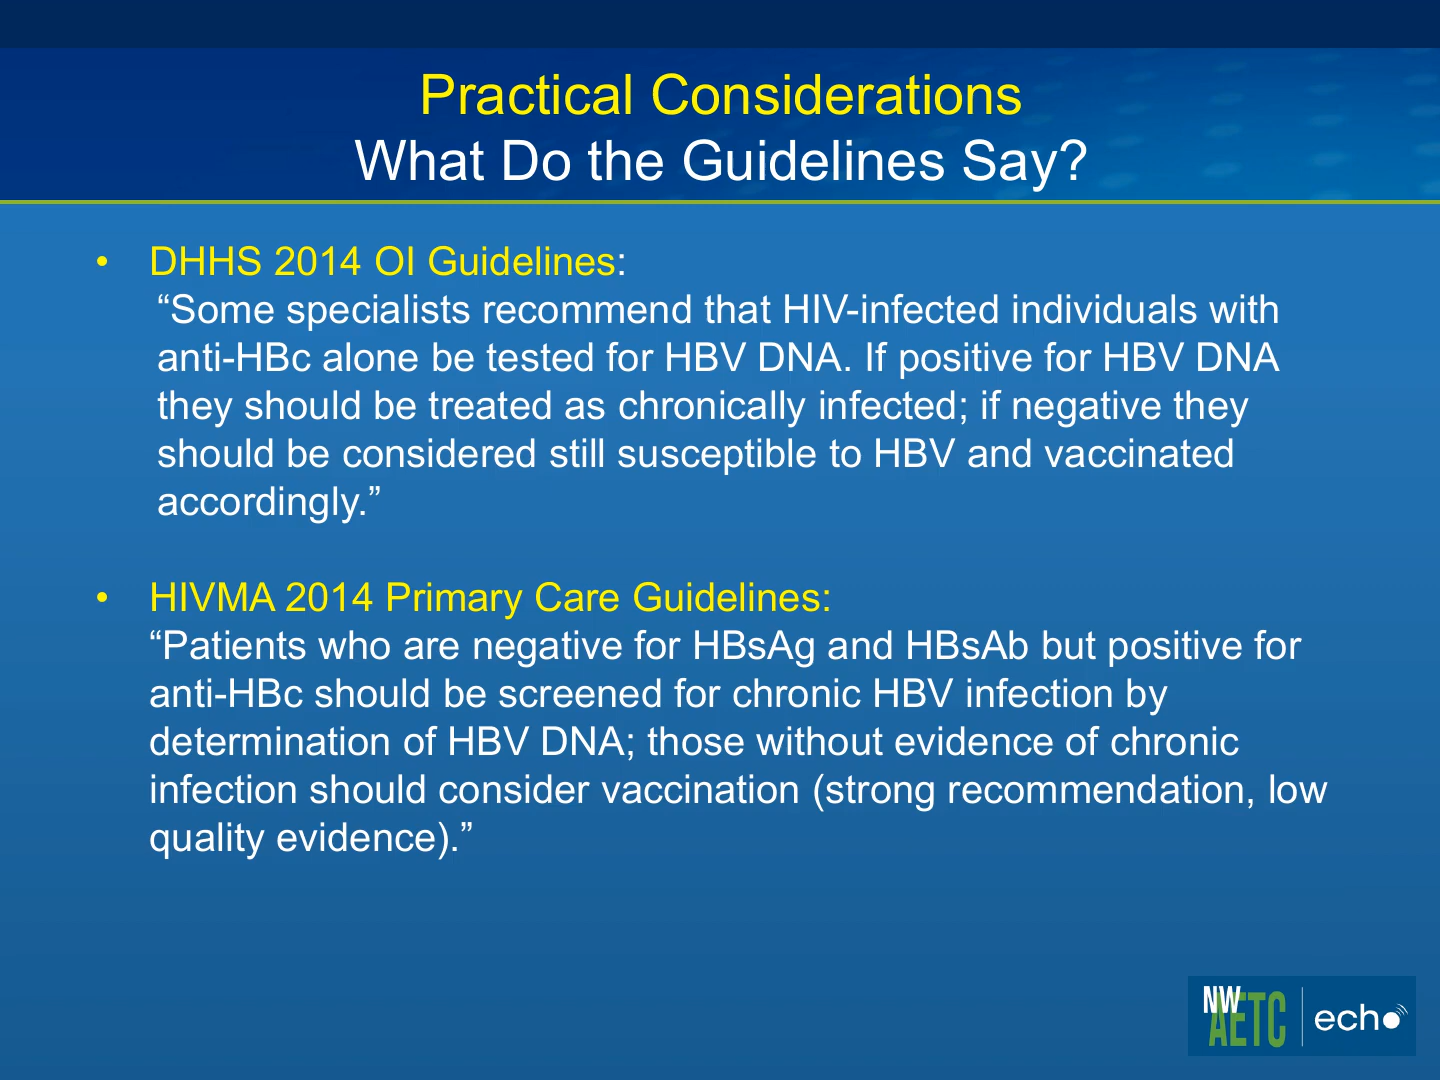 Practical Considerations
What Do the Guidelines Say?
• DHHS 2014 OI Guidelines:
“Some specialists recommend that HIV-infected individuals with
anti-HBc alone be tested for HBV DNA. If positive for HBV DNA
they should be treated as chronically infected; if negative they
should be considered still susceptible to HBV and vaccinated
accordingly.”
• HIVMA 2014 Primary Care Guidelines:
“Patients who are negative for HBsAg and HBsAb but positive for
anti-HBc should be screened for chronic HBV infection by
determination of HBV DNA; those without evidence of chronic
infection should consider vaccination (strong recommendation, low
quality evidence).”
NW
AETC
echo